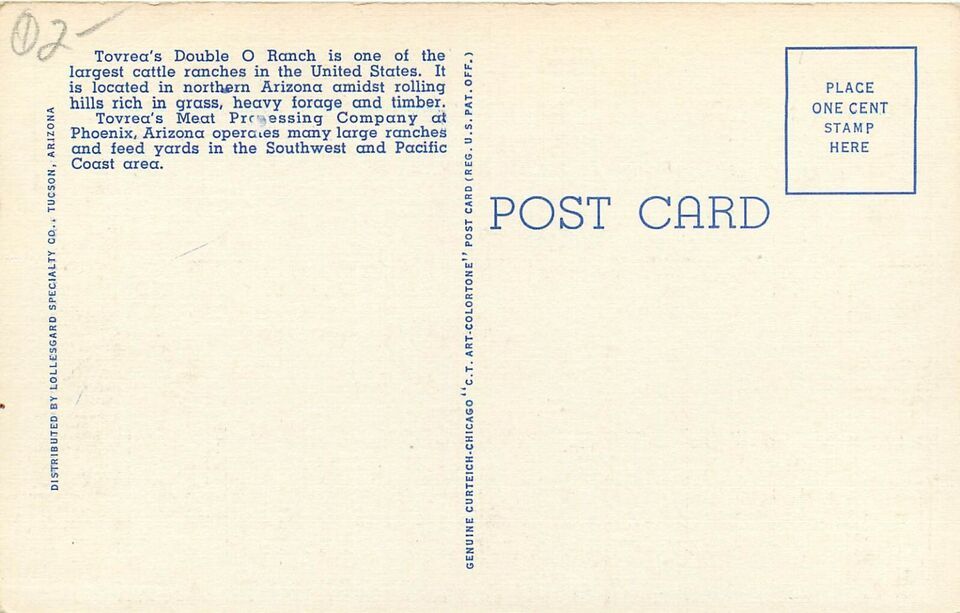 Tovrea's Double O Ranch is one of the
largest cattle ranches in the United States. It
is located in northern Arizona amidst rolling
hills rich in grass, heavy forage and timber.
Tovrea's Meat Processing Company at
Phoenix, Arizona operates many large ranches
and feed yards in the Southwest and Pacific
Coast area.
DISTRIBUTED BY LOLLESGARD SPECIALTY CO., TUCSON, ARIZONA
GENUINE CURTEICH-CHICAGO "C.T. ART-COLORTONE" POST CARD (REG. U.S. PAT. OFF.)
POST CARD
PLACE
ONE CENT
STAMP
HERE